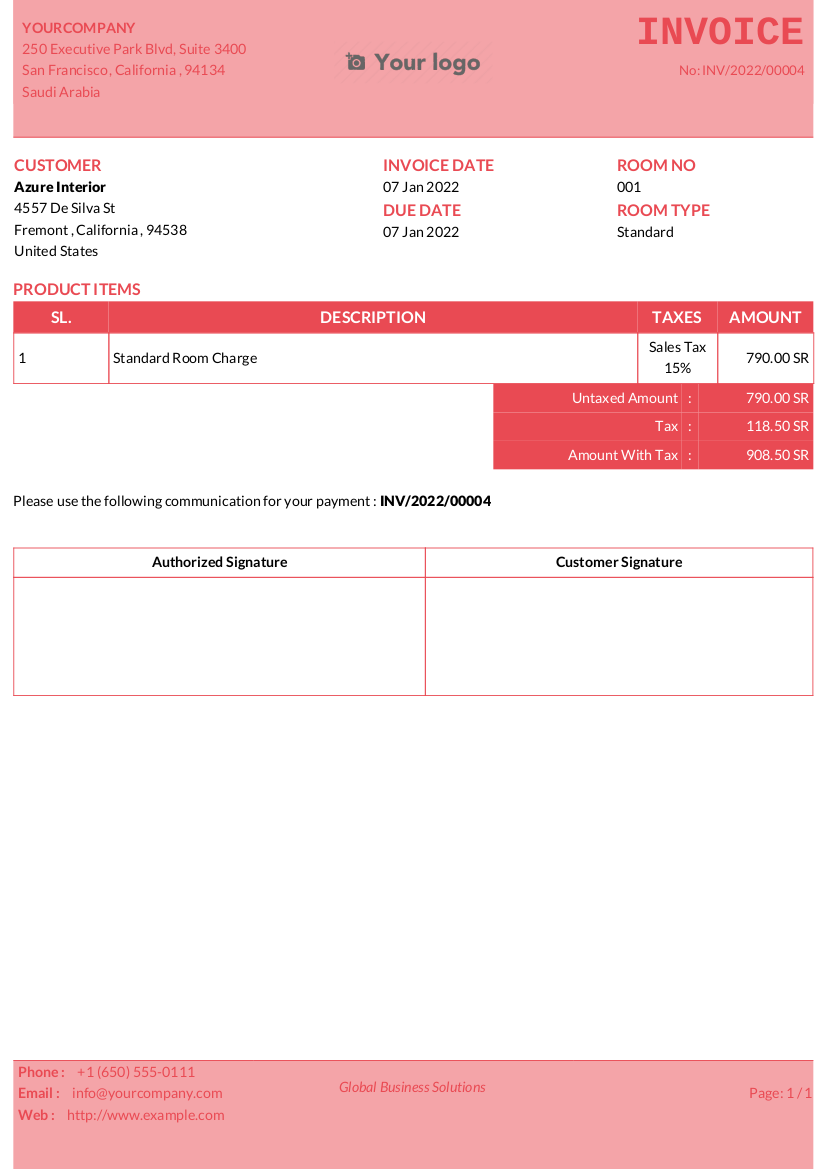 YOURCOMPANY
250 Executive Park Blvd, Suite 3400
San Francisco, California , 94134
Saudi Arabia
Your logo
INVOICE
No: INV/2022/00004
CUSTOMER
Azure Interior
4557 De Silva St
Fremont , California , 94538
United States
INVOICE DATE
07 Jan 2022
DUE DATE
07 Jan 2022
ROOM NO
001
ROOM TYPE
Standard
PRODUCT ITEMS
SL. DESCRIPTION TAXES AMOUNT
1 Standard Room Charge Sales Tax 15% 790.00 SR
Untaxed Amount : 790.00 SR
Tax : 118.50 SR
Amount With Tax : 908.50 SR
Please use the following communication for your payment : INV/2022/00004
Authorized Signature Customer Signature
Phone : +1 (650) 555-0111
Email : info@yourcompany.com
Web : http://www.example.com
Global Business Solutions
Page: 1 / 1